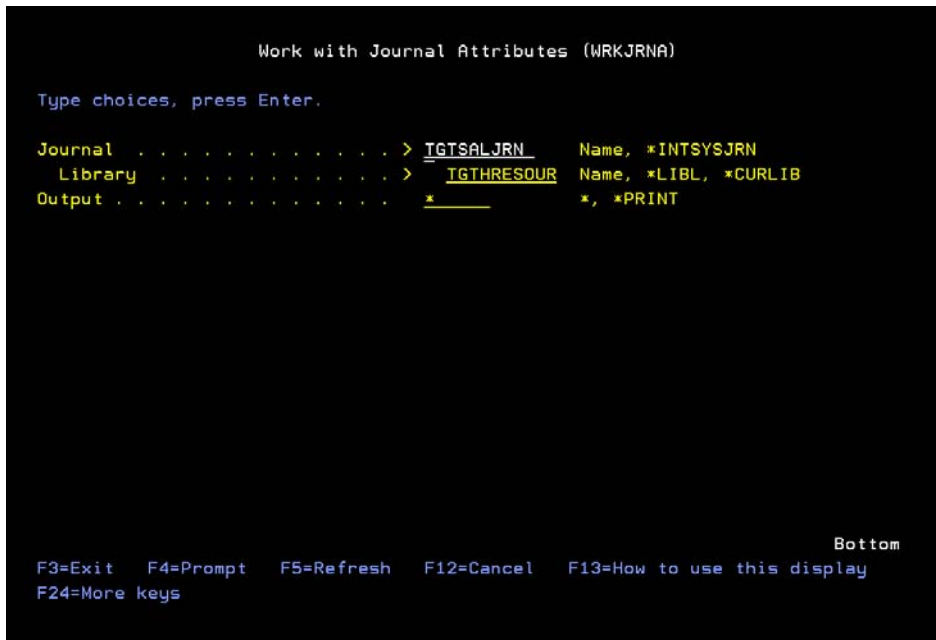 Work with Journal Attributes (WRKJRNA)
Type choices, press Enter.
Journal . . . . . . . . . . . . > TGTSALJRN Name, *INTSYSJRN
Library . . . . . . . . . . . > TGTHRESOUR Name, *LIBL, *CURLIB
Output . . . . . . . . . . . . . * *, *PRINT
Bottom
F3=Exit F4=Prompt F5=Refresh F12=Cancel F13=How to use this display
F24=More keys